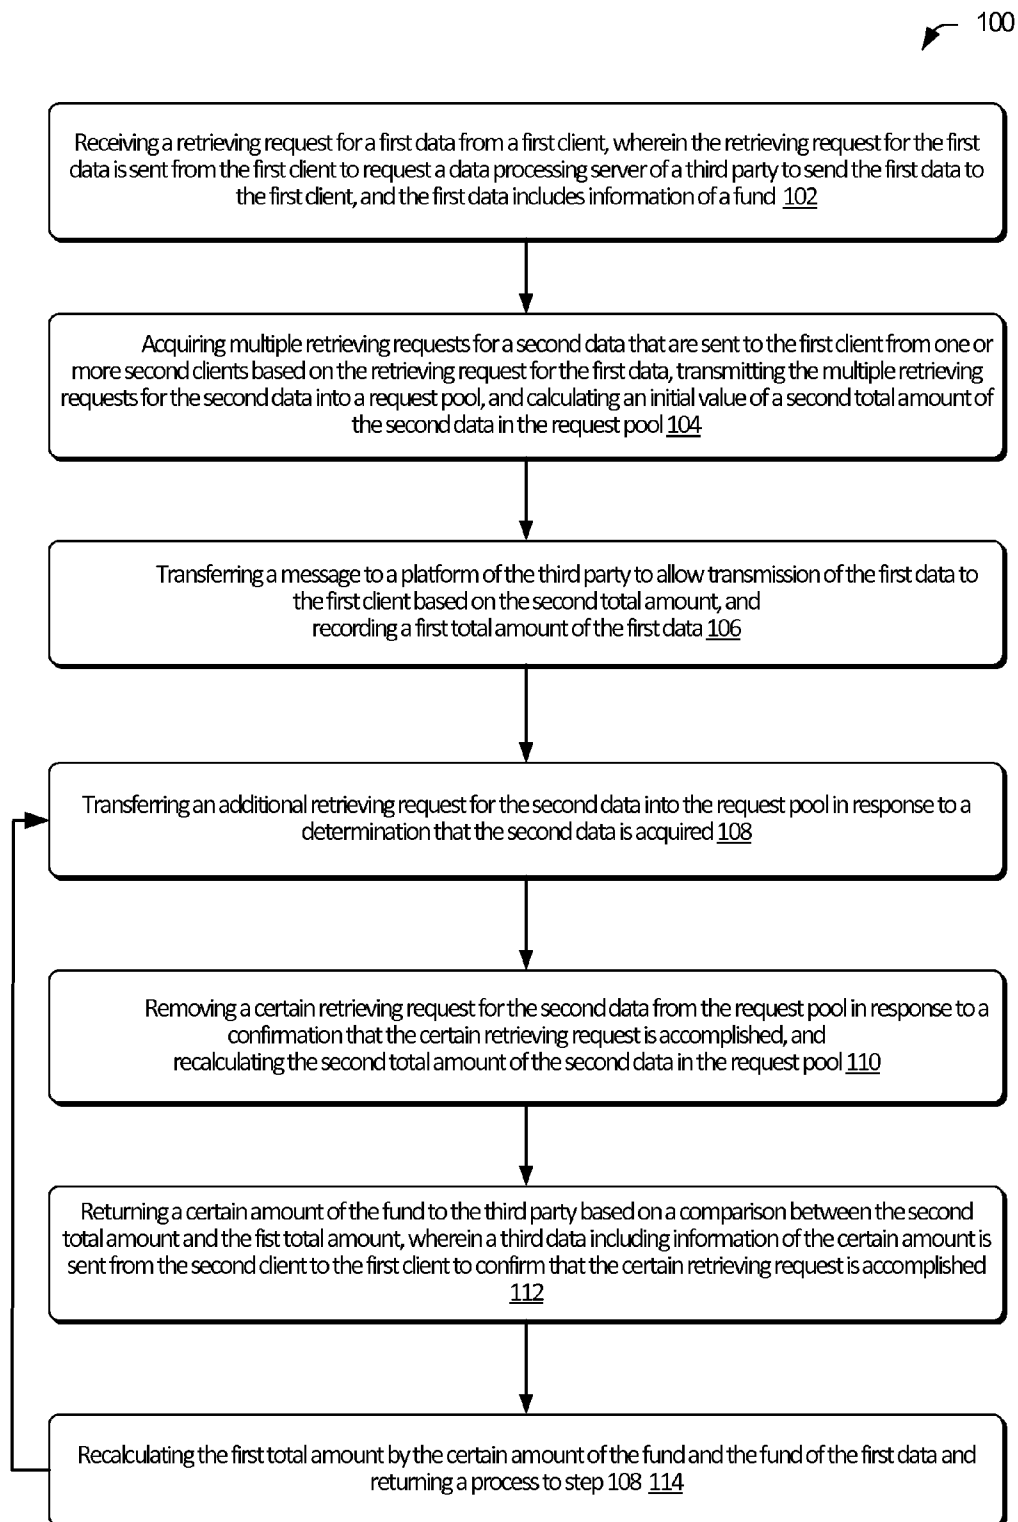 100
Receiving a retrieving request for a first data from a first client, wherein the retrieving request for the first
data is sent from the first client to request a data processing server of a third party to send the first data to
the first client, and the first data includes information of a fund 102
Acquiring multiple retrieving requests for a second data that are sent to the first client from one or
more second clients based on the retrieving request for the first data, transmitting the multiple retrieving
requests for the second data into a request pool, and calculating an initial value of a second total amount of
the second data in the request pool 104
Transferring a message to a platform of the third party to allow transmission of the first data to
the first client based on the second total amount, and
recording a first total amount of the first data 106
Transferring an additional retrieving request for the second data into the request pool in response to a
determination that the second data is acquired 108
Removing a certain retrieving request for the second data from the request pool in response to a
confirmation that the certain retrieving request is accomplished, and
recalculating the second total amount of the second data in the request pool 110
Returning a certain amount of the fund to the third party based on a comparison between the second
total amount and the fist total amount, wherein a third data including information of the certain amount is
sent from the second client to the first client to confirm that the certain retrieving request is accomplished
112
Recalculating the first total amount by the certain amount of the fund and the fund of the first data and
returning a process to step 108 114